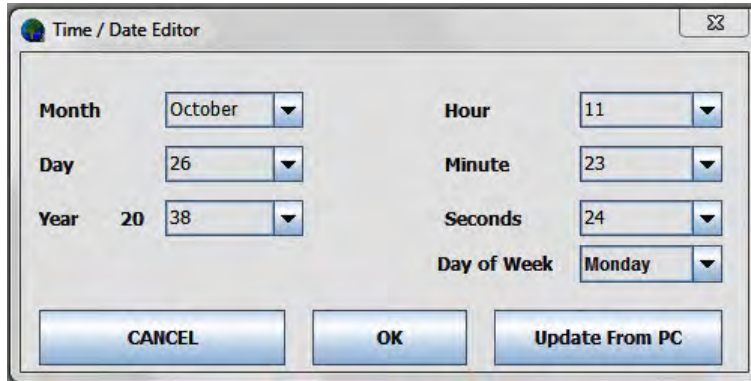 Time / Date Editor
Month October Hour 11
Day 26 Minute 23
Year 20 38 Seconds 24
Day of Week Monday
CANCEL OK Update From PC